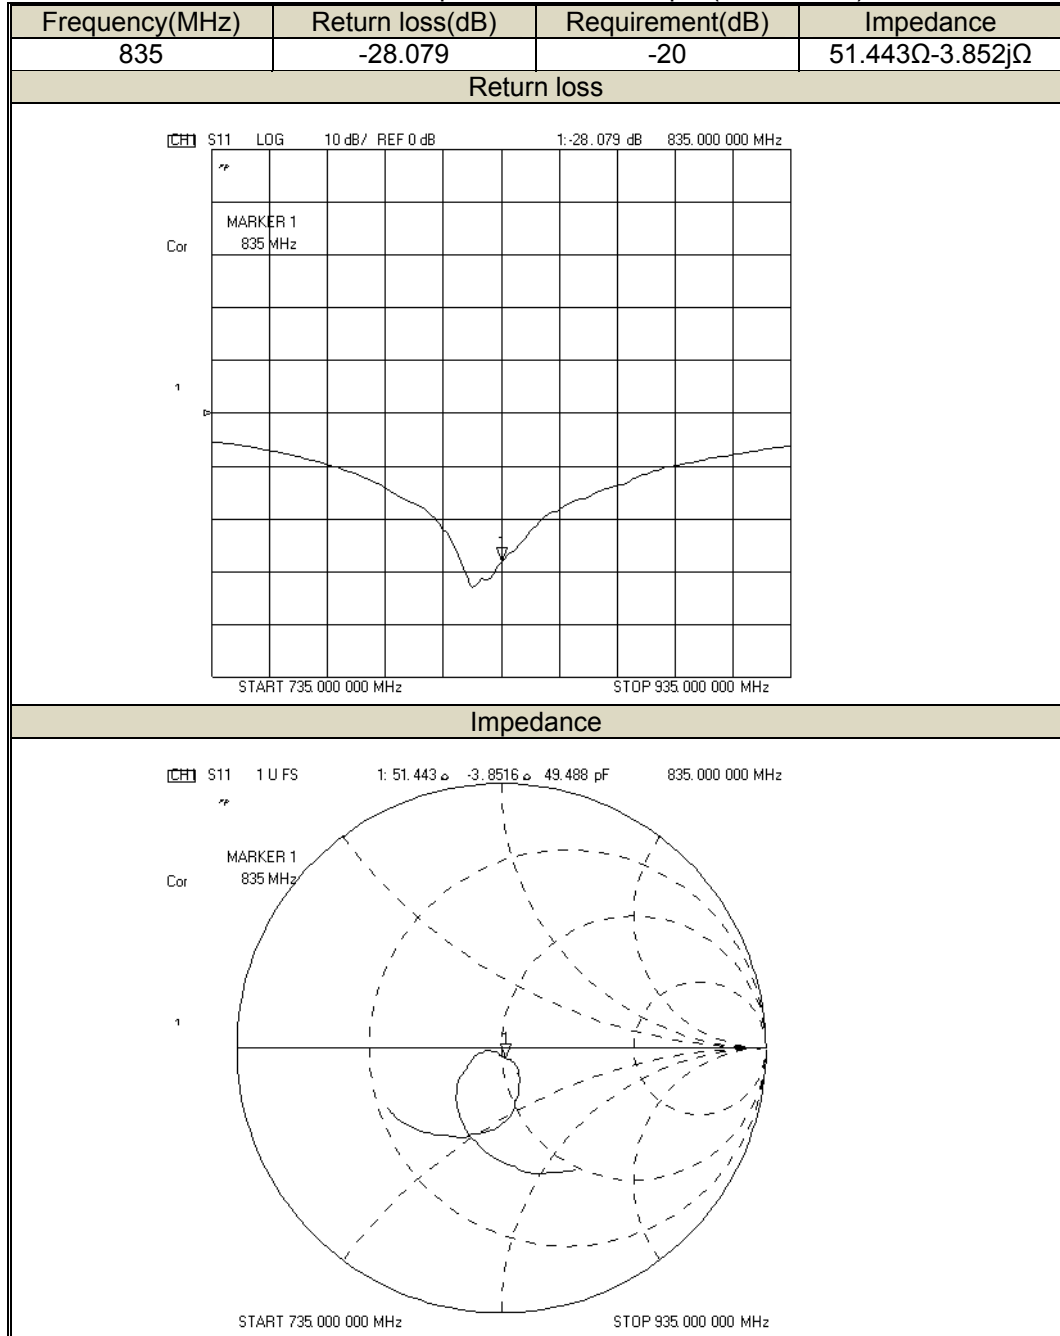 Frequency(MHz) Return loss(dB) Requirement(dB) Impedance
835 -28.079 -20 51.443Ω-3.852jΩ
Return loss
CH1 S11 LOG 10 dB/ REF 0 dB 1:-28.079 dB 835.000 000 MHz
MARKER 1
835 MHz
Cor
1
1
START 735.000 000 MHz STOP 935.000 000 MHz
Impedance
CH1 S11 1 U FS 1: 51.443 Ω -3.8516 Ω 49.488 pF 835.000 000 MHz
MARKER 1
835 MHz
Cor
1
1
START 735.000 000 MHz STOP 935.000 000 MHz